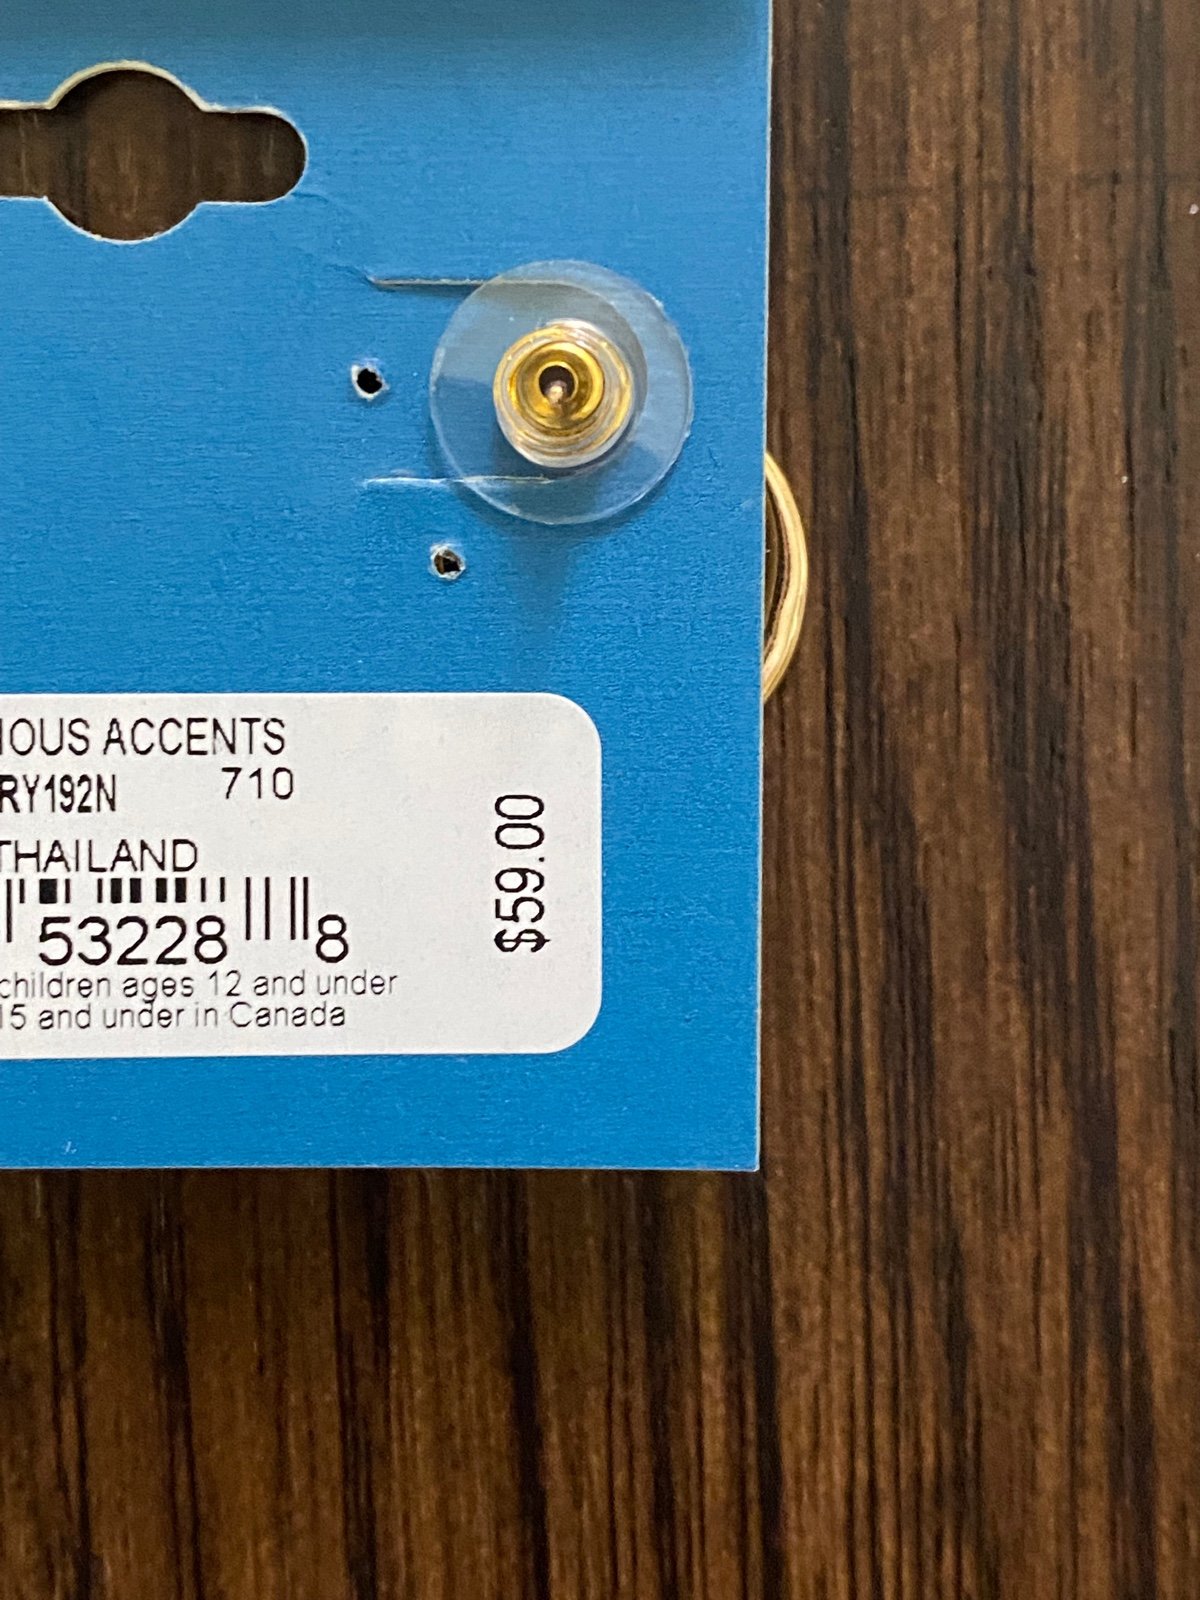 IOUS ACCENTS
RY192N 710
THAILAND
53228 8
children ages 12 and under
15 and under in Canada
$59.00